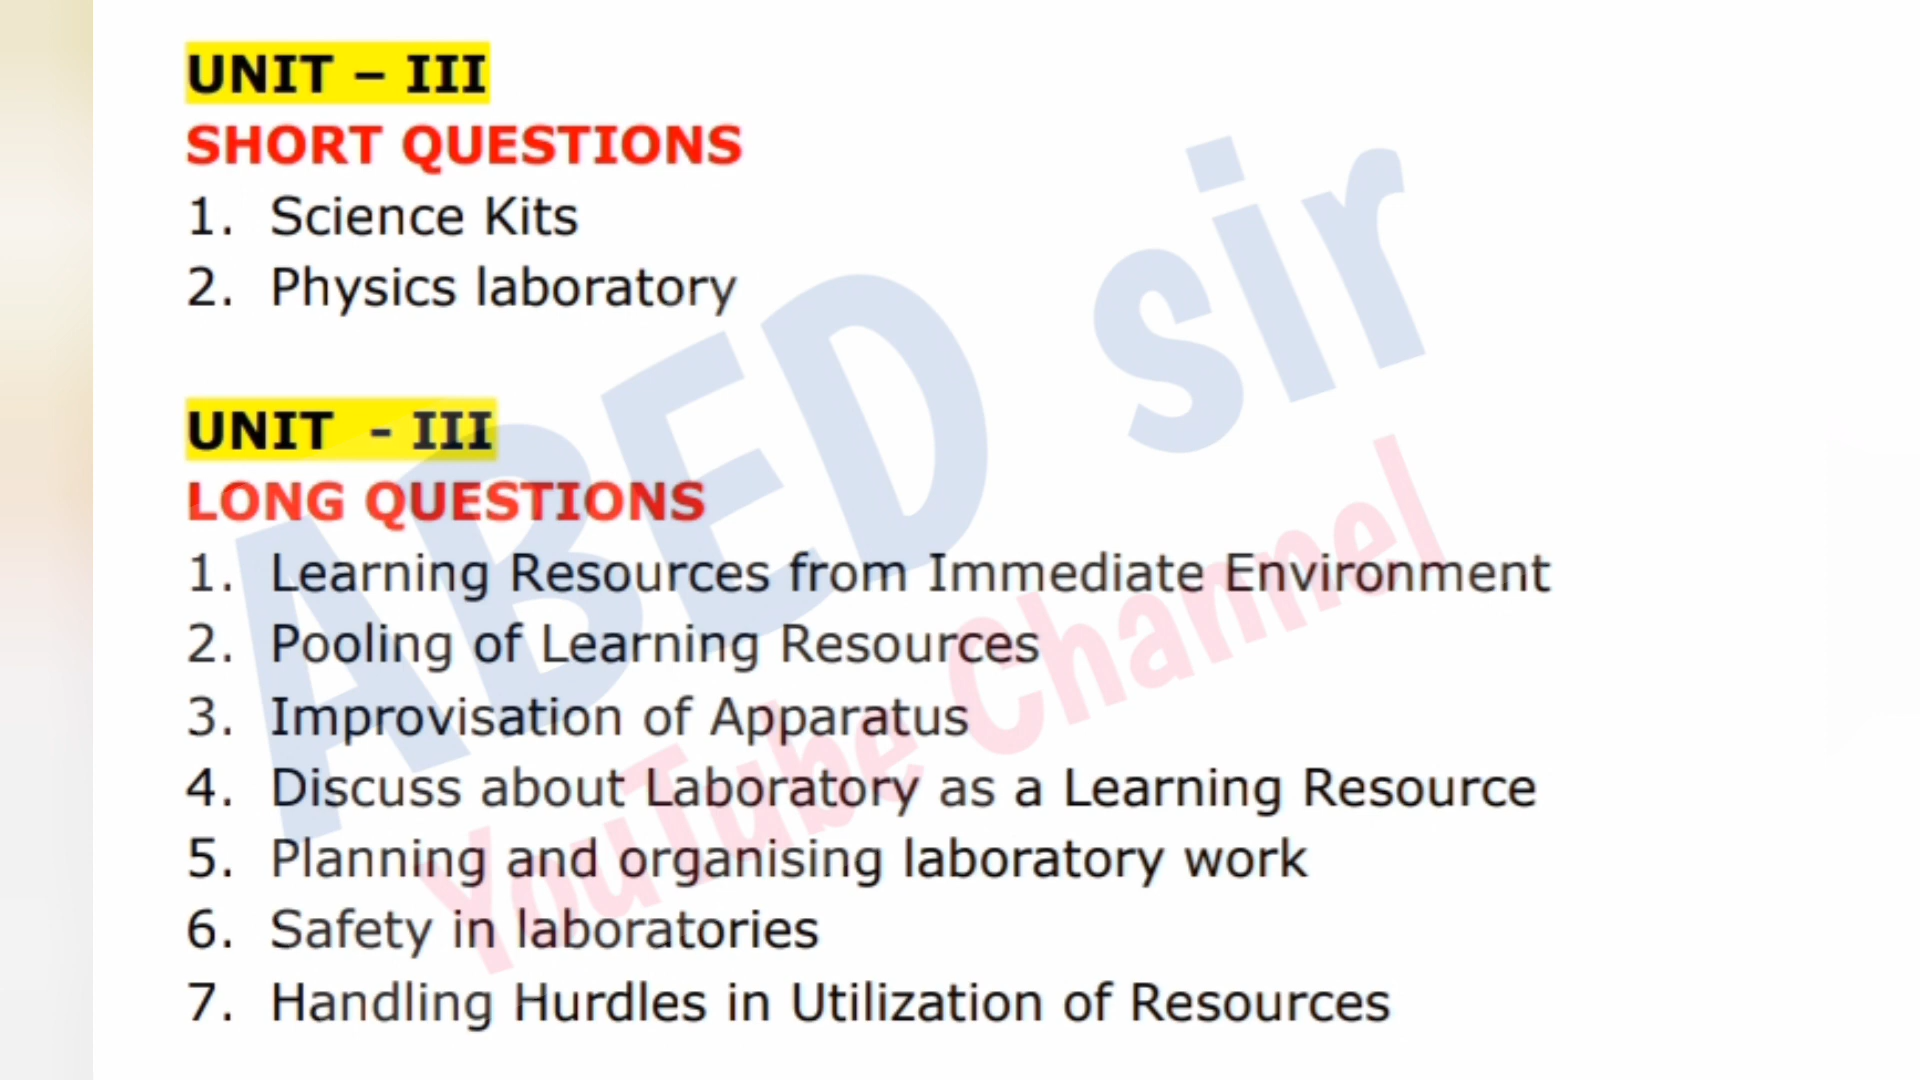 UNIT – III
SHORT QUESTIONS
1. Science Kits
2. Physics laboratory
UNIT - III
LONG QUESTIONS
1. Learning Resources from Immediate Environment
2. Pooling of Learning Resources
3. Improvisation of Apparatus
4. Discuss about Laboratory as a Learning Resource
5. Planning and organising laboratory work
6. Safety in laboratories
7. Handling Hurdles in Utilization of Resources
ABED sir
YouTube Channel